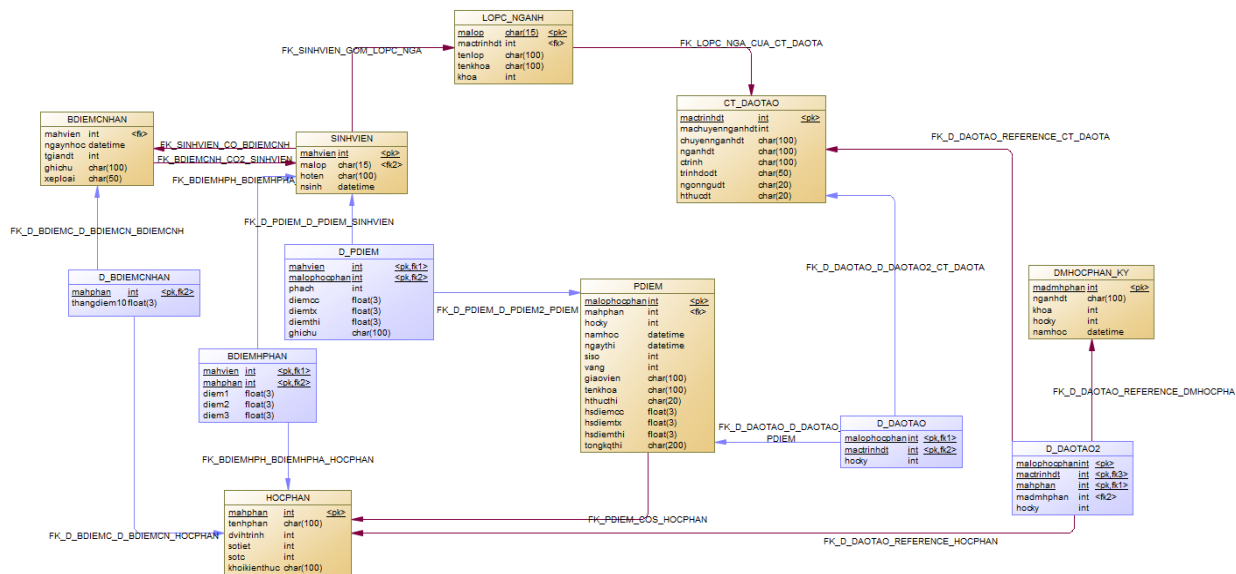 LOPC_NGANH
malop char(15) <pk>
mactrinhdt int <fk>
tenlop char(100)
tenkhoa char(100)
khoa int
FK_SINHVIEN_GOM_LOPC_NGA
FK_LOPC_NGA_CUA_CT_DAOTA
CT_DAOTAO
mactrinhdt int <pk>
machuyennganhdt int
chuyennganhdt char(100)
nganhdt char(100)
ctrinh char(100)
trinhdodt char(50)
ngonngudt char(20)
hthucdt char(20)
BDIEMCNHAN
mahvien int <fk>
ngaynhoc datetime
tgiandt int
ghichu char(100)
xeploai char(50)
FK_SINHVIEN_CO_BDIEMCNH
FK_BDIEMCNH_CO2_SINHVIEN
SINHVIEN
mahvien int <pk>
malop char(15) <fk2>
hoten char(100)
nsinh datetime
FK_D_DAOTAO_REFERENCE_CT_DAOTA
FK_BDIEMHPH_BDIEMHPHA
FK_D_PDIEM_D_PDIEM_SINHVIEN
FK_D_BDIEMC_D_BDIEMCN_BDIEMCNH
D_BDIEMCNHAN
mahphan int <pk,fk2>
thangdiem10 float(3)
D_PDIEM
mahvien int <pk,fk1>
malophocphan int <pk,fk2>
phach int
diemcc float(3)
diemtx float(3)
diemthi float(3)
ghichu char(100)
FK_D_DAOTAO_D_DAOTAO2_CT_DAOTA
DMHOCPHAN_KY
madmhphan int <pk>
nganhdt char(100)
khoa int
hocky int
namhoc datetime
PDIEM
malophocphan int <pk>
mahphan int <fk>
hocky int
namhoc datetime
ngaythi datetime
siso int
vang int
giaovien char(100)
tenkhoa char(100)
hthucthi char(20)
hsdiemcc float(3)
hsdiemtx float(3)
hsdiemthi float(3)
tongkqthi char(200)
FK_D_PDIEM_D_PDIEM2_PDIEM
BDIEMHPHAN
mahvien int <pk,fk1>
mahphan int <pk,fk2>
diem1 float(3)
diem2 float(3)
diem3 float(3)
FK_D_DAOTAO_REFERENCE_DMHOCPHA
FK_D_DAOTAO_D_DAOTAO_
PDIEM
D_DAOTAO
malophocphan int <pk,fk1>
mactrinhdt int <pk,fk2>
hocky int
D_DAOTAO2
malophocphan int <pk>
mactrinhdt int <pk,fk3>
mahphan int <pk,fk1>
madmhphan int <fk2>
hocky int
FK_BDIEMHPH_BDIEMHPHA_HOCPHAN
HOCPHAN
mahphan int <pk>
tenhphan char(100)
dvihtrinh int
sotiet int
sotc int
khoikienthuc char(100)
FK_D_BDIEMC_D_BDIEMCN_HOCPHAN
FK_PDIEM_COS_HOCPHAN
FK_D_DAOTAO_REFERENCE_HOCPHAN